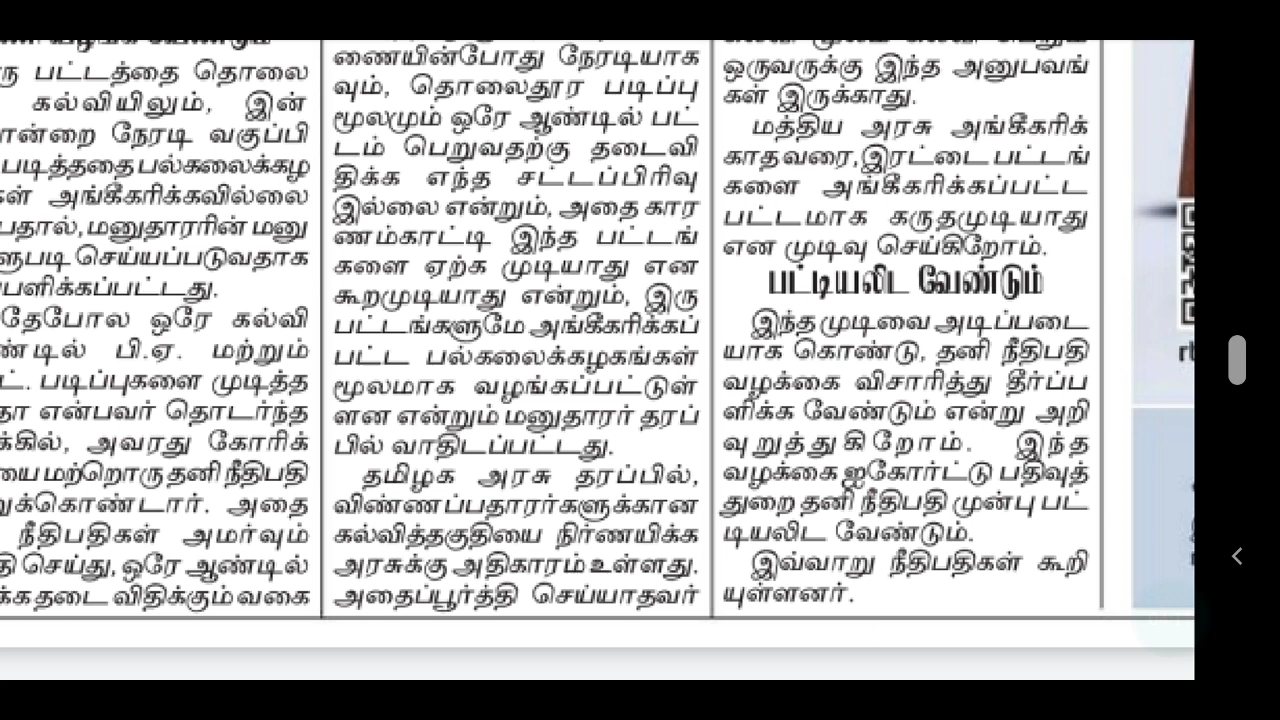 பட்டத்தை தொலை
கல்வியிலும், இன்
நேரடி வகுப்பி
படித்ததை பல்கலைக்கழ
அங்கீகரிக்கவில்லை
மனுதாரரின் மனு
செய்யப்படுவதாக
ஒரே கல்வி
பி.ஏ. மற்றும்
படிப்புகளை முடித்த
என்பவர் தொடர்ந்த
அவரது கோரிக்
மற்றொரு தனி நீதிபதி
அதை
நீதிபதிகள் அமர்வும்
செய்து, ஒரே ஆண்டில்
தடை விதிக்கும் வகை
ணையின்போது நேரடியாக
வும், தொலைதூர படிப்பு
மூலமும் ஒரே ஆண்டில் பட்
டம் பெறுவதற்கு தடைவி
திக்க எந்த சட்டப்பிரிவு
இல்லை என்றும், அதை கார
ணம்காட்டி இந்த பட்டங்
களை ஏற்க முடியாது என
கூறமுடியாது என்றும், இரு
பட்டங்களுமே அங்கீகரிக்கப்
பட்ட பல்கலைக்கழகங்கள்
மூலமாக வழங்கப்பட்டுள்
ளன என்றும் மனுதாரர் தரப்
பில் வாதிடப்பட்டது.
தமிழக அரசு தரப்பில்,
விண்ணப்பதாரர்களுக்கான
கல்வித்தகுதியை நிர்ணயிக்க
அரசுக்கு அதிகாரம் உள்ளது.
அதைப்பூர்த்தி செய்யாதவர்
ஒருவருக்கு இந்த அனுபவங்
கள் இருக்காது.
மத்திய அரசு அங்கீகரிக்
காதவரை, இரட்டை பட்டங்
களை அங்கீகரிக்கப்பட்ட
பட்டமாக கருதமுடியாது
என முடிவு செய்கிறோம்.
பட்டியலிட வேண்டும்
இந்த முடிவை அடிப்படை
யாக கொண்டு, தனி நீதிபதி
வழக்கை விசாரித்து தீர்ப்ப
ளிக்க வேண்டும் என்று அறி
வுறுத்துகிறோம். இந்த
வழக்கை ஐகோர்ட்டு பதிவுத்
துறை தனி நீதிபதி முன்பு பட்
டியலிட வேண்டும்.
இவ்வாறு நீதிபதிகள் கூறி
யுள்ளனர்.